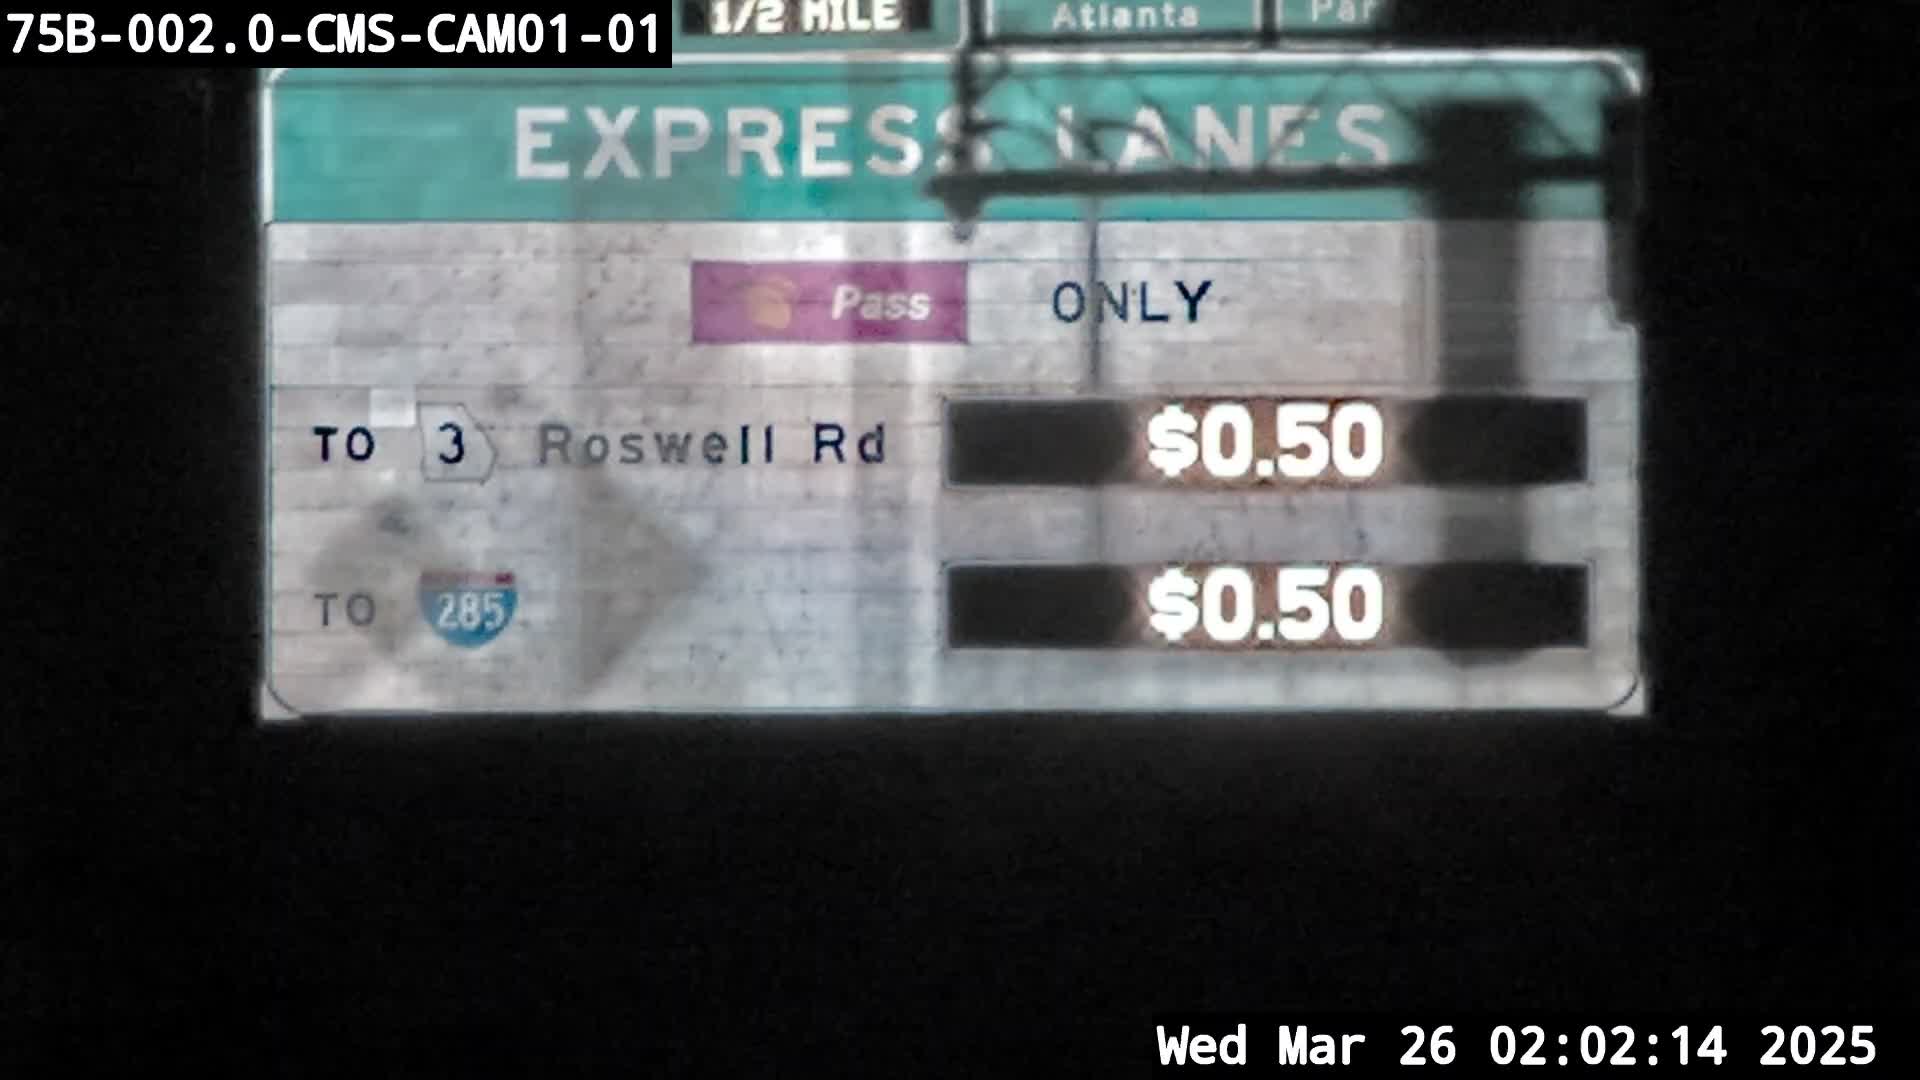 75B-002.0-CMS-CAM01-01
1/2 MILE
Atlanta
EXPRESS LANES
Pass ONLY
TO 3 Roswell Rd $0.50
TO 285 $0.50
Wed Mar 26 02:02:14 2025